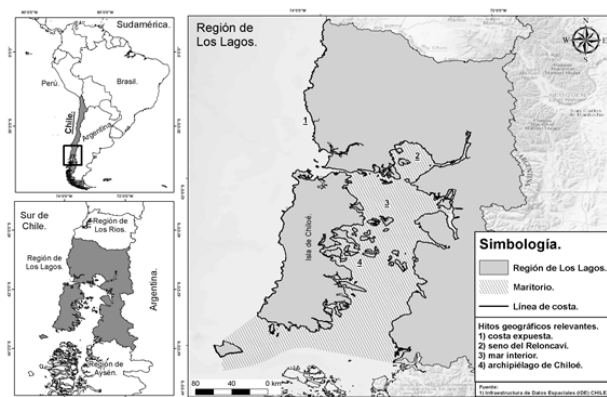 Sudamérica.
Perú.
Brasil.
Chile.
Argentina.
Sur de
Chile.
Región de
Los Ríos.
Región de
Los Lagos.
Argentina.
Región de
Aysén.
Región de
Los Lagos.
N
1
2
3
4
Isla de Chiloé.
80 40 0 km
Simbología.
Región de Los Lagos.
Maritorio.
Línea de costa.
Hitos geográficos relevantes.
1) costa expuesta.
2) seno del Reloncaví.
3) mar interior.
4) archipiélago de Chiloé.
Fuente:
1) Infraestructura de Datos Espaciales (IDE) CHILE.